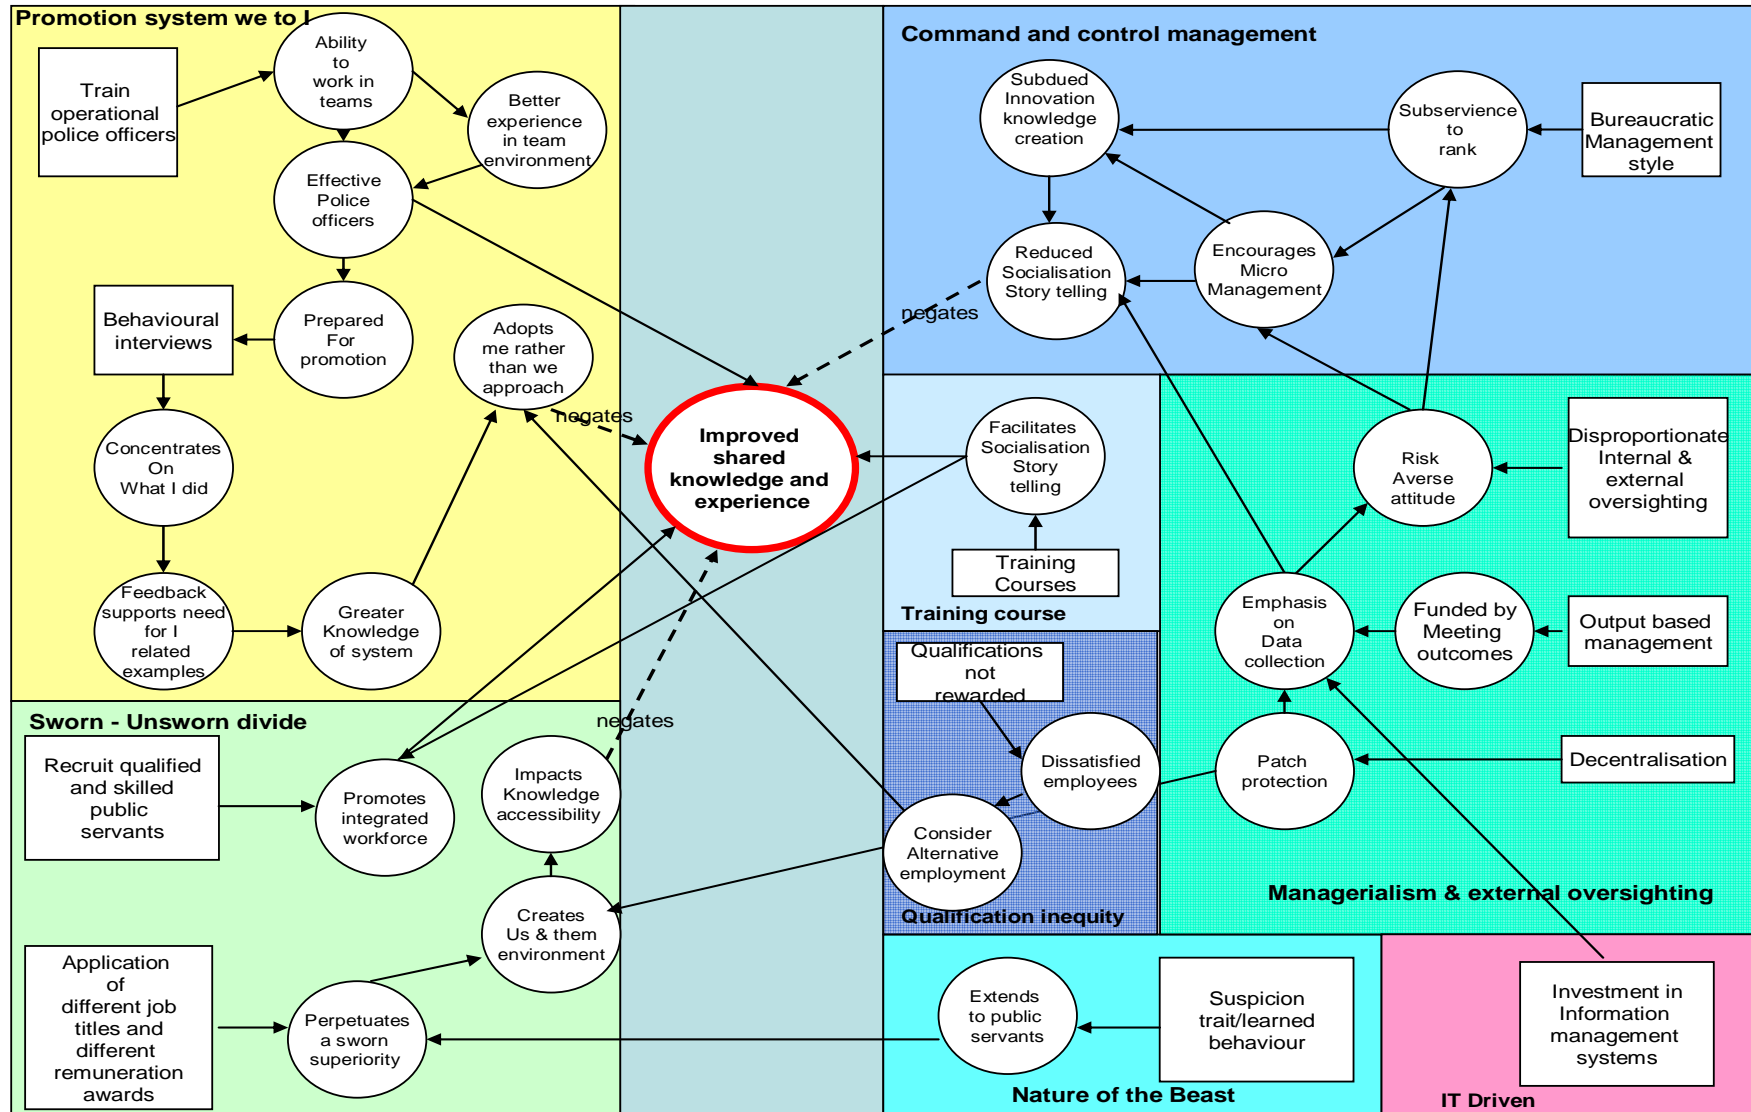 Promotion system we to I
Train
operational
police officers
Ability
to
work in
teams
Better
experience
in team
environment
Effective
Police
officers
Behavioural
interviews
Prepared
For
promotion
Adopts
me rather
than we
approach
negates
Concentrates
On
What I did
Feedback
supports need
for I
related
examples
Greater
Knowledge
of system
Improved
shared
knowledge and
experience
Command and control management
Subdued
Innovation
knowledge
creation
Subservience
to
rank
Bureaucratic
Management
style
Reduced
Socialisation
Story telling
Encourages
Micro
Management
negates
Facilitates
Socialisation
Story
telling
Training
Courses
Training course
Risk
Averse
attitude
Disproportionate
Internal &
external
oversighting
Emphasis
on
Data
collection
Funded by
Meeting
outcomes
Output based
management
Patch
protection
Decentralisation
Managerialism & external oversighting
Qualifications
not
rewarded
Dissatisfied
employees
Consider
Alternative
employment
Qualification inequity
Sworn - Unsworn divide
Recruit qualified
and skilled
public
servants
Promotes
integrated
workforce
Impacts
Knowledge
accessibility
negates
Creates
Us & them
environment
Application
of
different job
titles and
different
remuneration
awards
Perpetuates
a sworn
superiority
Extends
to public
servants
Suspicion
trait/learned
behaviour
Nature of the Beast
Investment in
Information
management
systems
IT Driven